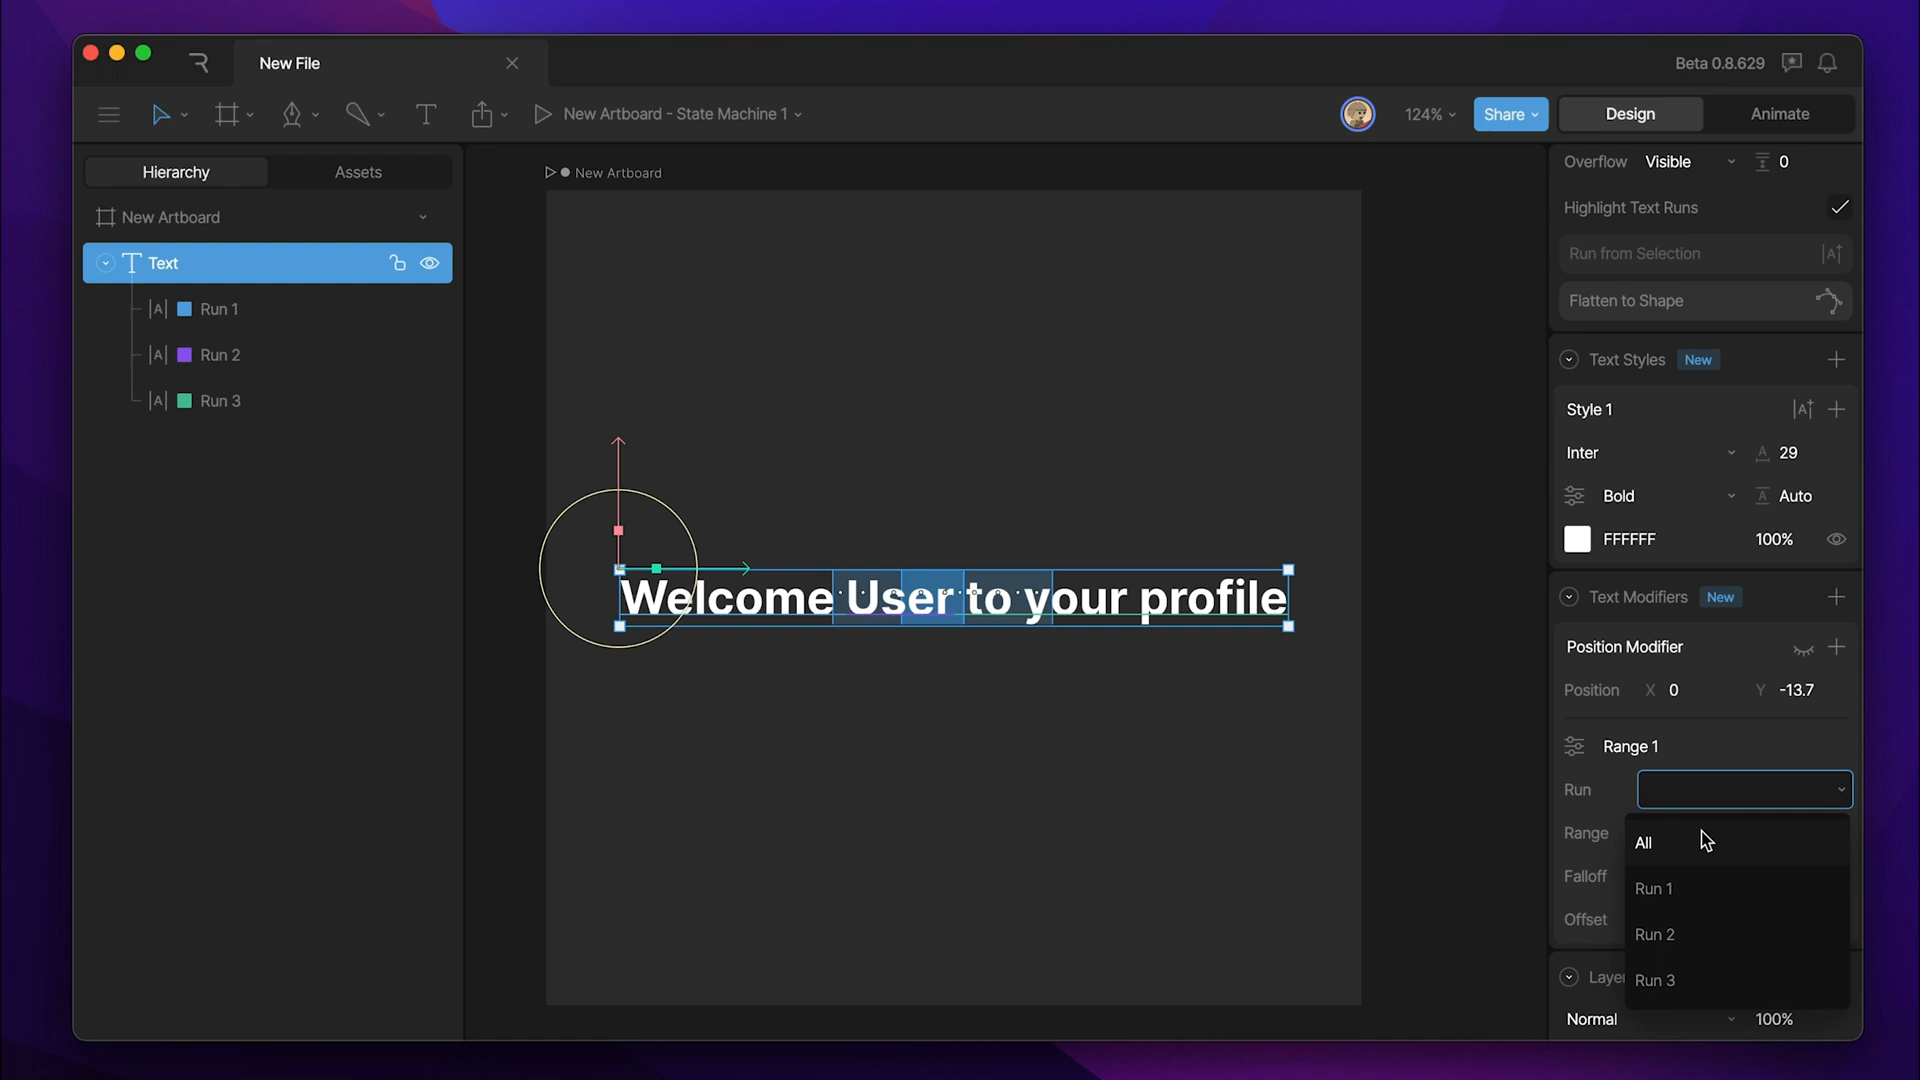 New File
Beta 0.8.629
New Artboard - State Machine 1
124%
Share
Design
Animate
Hierarchy
Assets
New Artboard
Text
Run 1
Run 2
Run 3
New Artboard
Welcome User to your profile
Overflow Visible 0
Highlight Text Runs
Run from Selection
Flatten to Shape
Text Styles New
Style 1
Inter 29
Bold Auto
FFFFFF 100%
Text Modifiers New
Position Modifier
Position X 0 Y -13.7
Range 1
Run
Range
Falloff
Offset
All
Run 1
Run 2
Run 3
Laye
Normal 100%